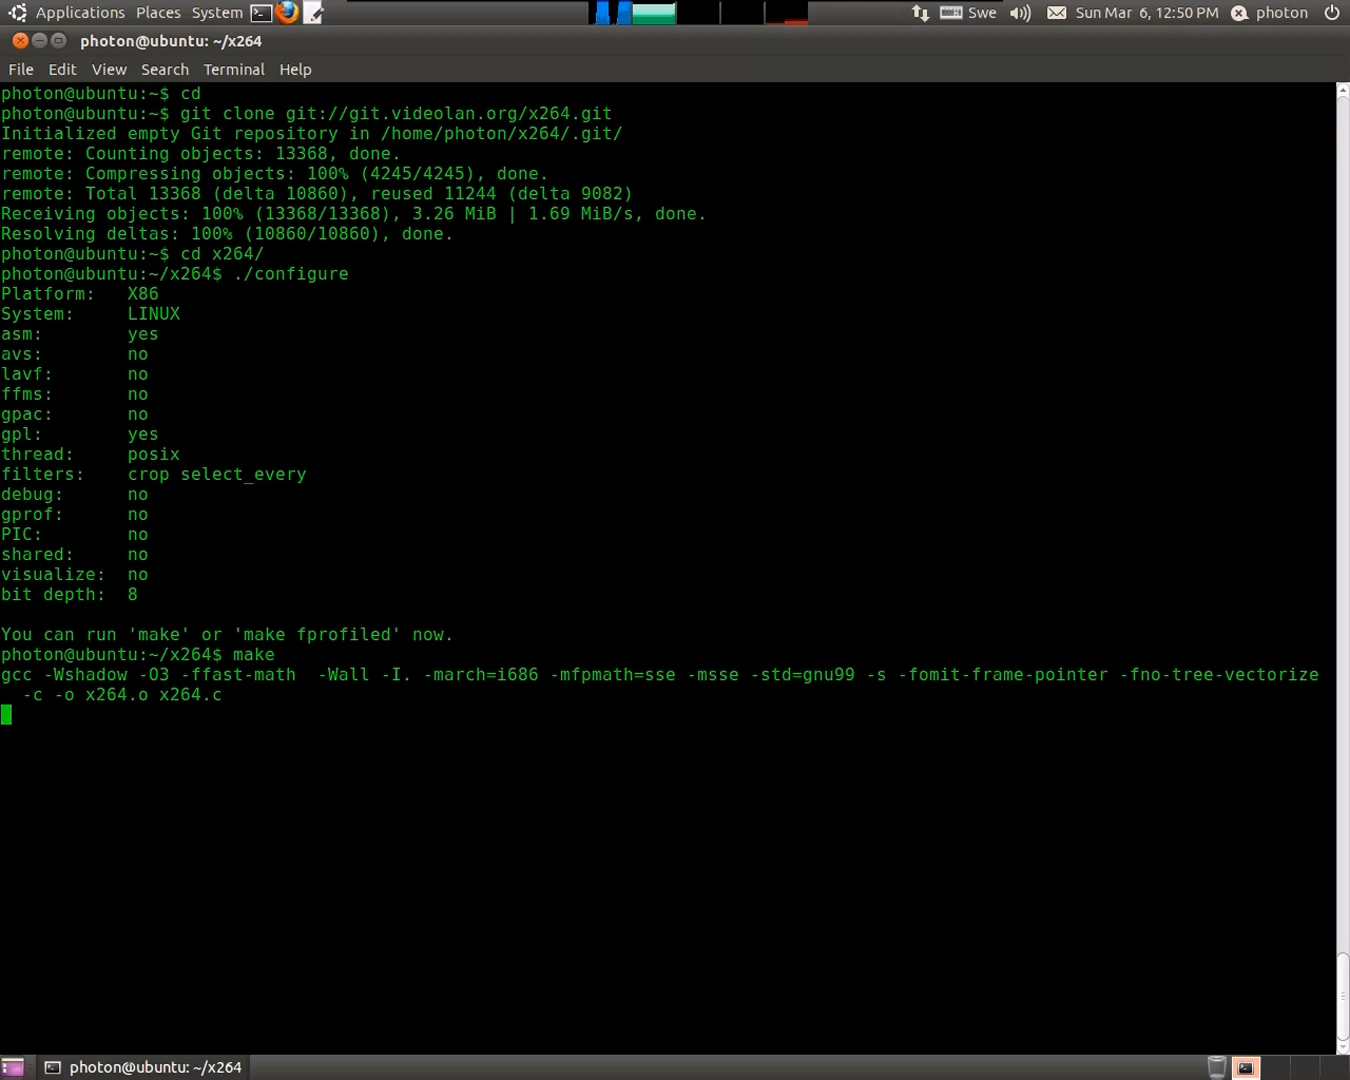 Applications Places System Swe Sun Mar 6, 12:50 PM photon
photon@ubuntu: ~/x264
File Edit View Search Terminal Help
photon@ubuntu:~$ cd
photon@ubuntu:~$ git clone git://git.videolan.org/x264.git
Initialized empty Git repository in /home/photon/x264/.git/
remote: Counting objects: 13368, done.
remote: Compressing objects: 100% (4245/4245), done.
remote: Total 13368 (delta 10860), reused 11244 (delta 9082)
Receiving objects: 100% (13368/13368), 3.26 MiB | 1.69 MiB/s, done.
Resolving deltas: 100% (10860/10860), done.
photon@ubuntu:~$ cd x264/
photon@ubuntu:~/x264$ ./configure
Platform:   X86
System:     LINUX
asm:        yes
avs:        no
lavf:       no
ffms:       no
gpac:       no
gpl:        yes
thread:     posix
filters:    crop select_every
debug:      no
gprof:      no
PIC:        no
shared:     no
visualize:  no
bit depth:  8
You can run 'make' or 'make fprofiled' now.
photon@ubuntu:~/x264$ make
gcc -Wshadow -O3 -ffast-math  -Wall -I. -march=i686 -mfpmath=sse -msse -std=gnu99 -s -fomit-frame-pointer -fno-tree-vectorize
  -c -o x264.o x264.c
photon@ubuntu: ~/x264